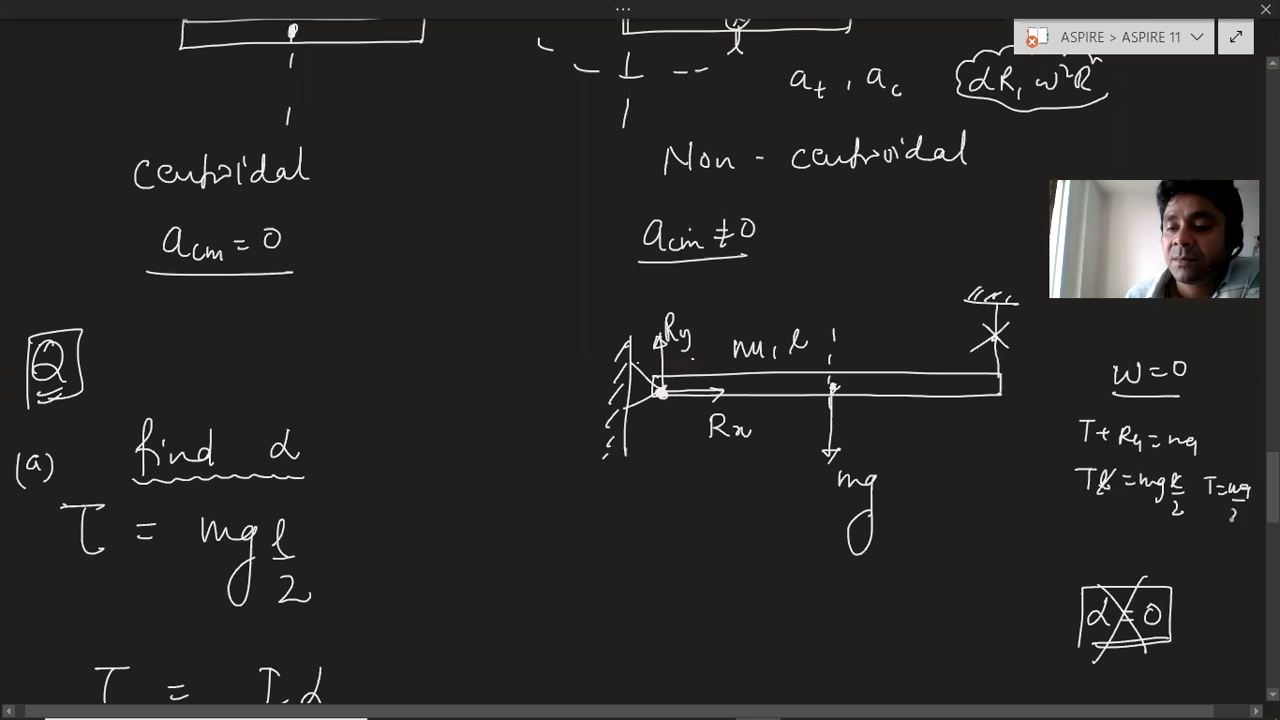 ASPIRE > ASPIRE 11
a_t , a_c
αR, ω²R
centroidal
Non - centroidal
a_cm = 0
a_cm ≠ 0
Q
Ry
m, l
ω = 0
Rx
T + Ry = mg
(a) find α
Tl = mg l/2 T = mg/2
mg
τ = mg l/2
α = 0
τ = I α